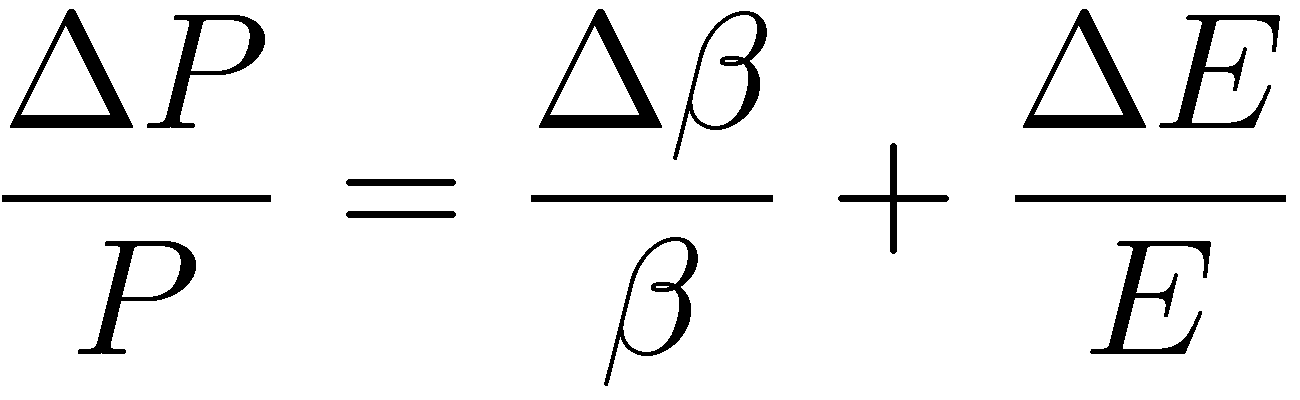 ΔP/P = Δβ/β + ΔE/E